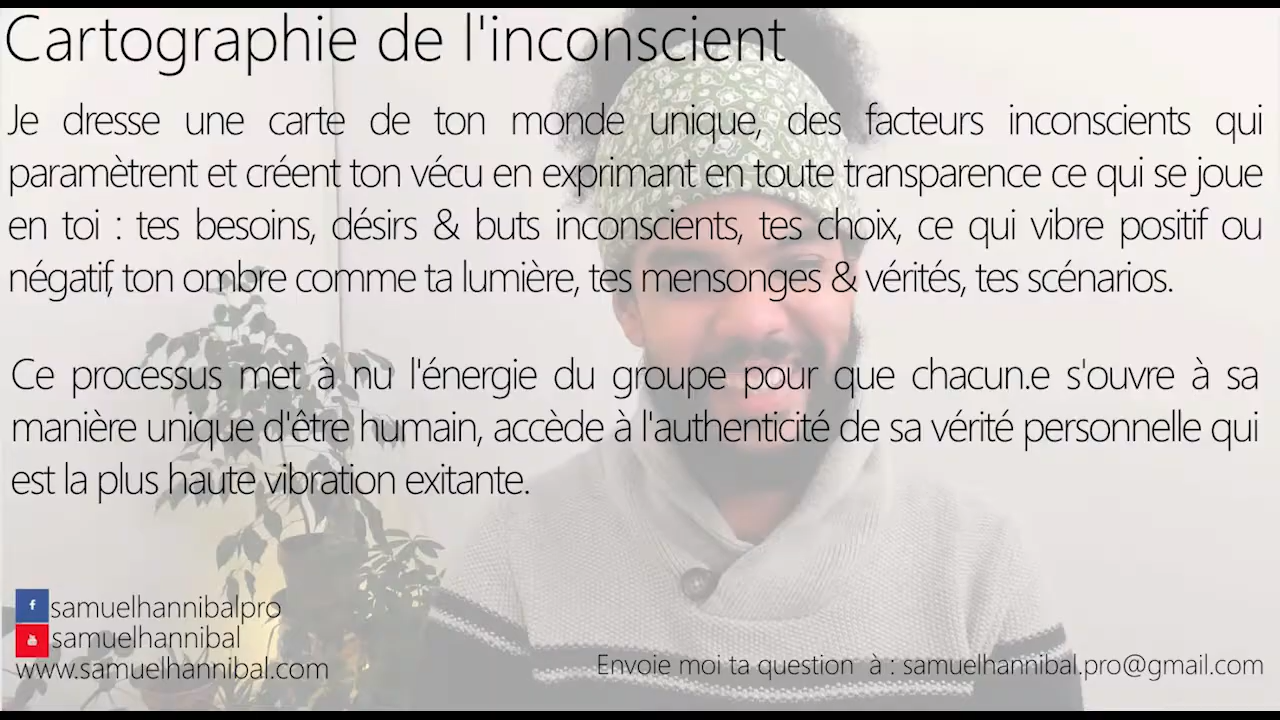 Cartographie de l'inconscient
Je dresse une carte de ton monde unique, des facteurs inconscients qui
paramètrent et créent ton vécu en exprimant en toute transparence ce qui se joue
en toi : tes besoins, désirs & buts inconscients, tes choix, ce qui vibre positif ou
négatif, ton ombre comme ta lumière, tes mensonges & vérités, tes scénarios.
Ce processus met à nu l'énergie du groupe pour que chacun.e s'ouvre à sa
manière unique d'être humain, accède à l'authenticité de sa vérité personnelle qui
est la plus haute vibration exitante.
f samuelhannibalpro
samuelhannibal
www.samuelhannibal.com
Envoie moi ta question à : samuelhannibal.pro@gmail.com